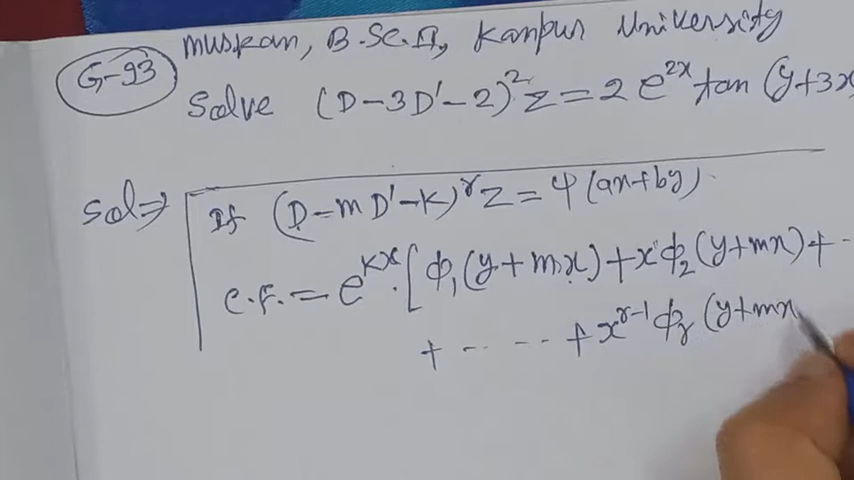 G-93
Muskan, B.Sc.II, Kanpur University
Solve (D-3D'-2)²z=2e^{2x}tan(y+3x
Sol⇒
If (D-mD'-K)^r z=ψ(ax+by).
C.F.=e^{Kx}.[ϕ₁(y+mx)+xϕ₂(y+mx)+..
+.....+x^{r-1}ϕ_r(y+mx